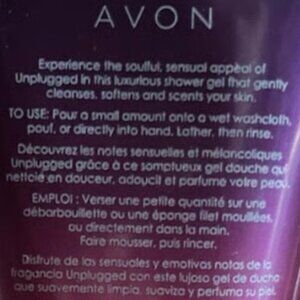 AVON
Experience the soulful, sensual appeal of
Unplugged in this luxurious shower gel that gently
cleanses, softens and scents your skin.
TO USE: Pour a small amount onto a wet washcloth,
pouf, or directly into hand. Lather, then rinse.
Découvrez les notes sensuelles et mélancoliques
Unplugged grâce à ce somptueux gel douche qui
nettoie en douceur, adoucit et parfume votre peau.
EMPLOI : Verser une petite quantité sur une
débarbouillette ou une éponge filet mouillées,
ou directement dans la main.
Faire mousser, puis rincer.
Disfrute de las sensuales y emotivas notas de la
fragancia Unplugged con este lujoso gel de ducha
que suavemente limpia, suaviza y perfuma su piel.